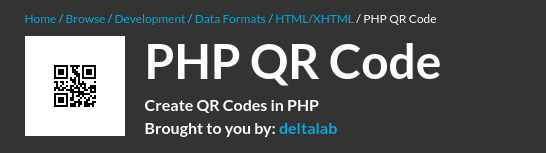 Home / Browse / Development / Data Formats / HTML/XHTML / PHP QR Code
PHP QR Code
Create QR Codes in PHP
Brought to you by: deltalab